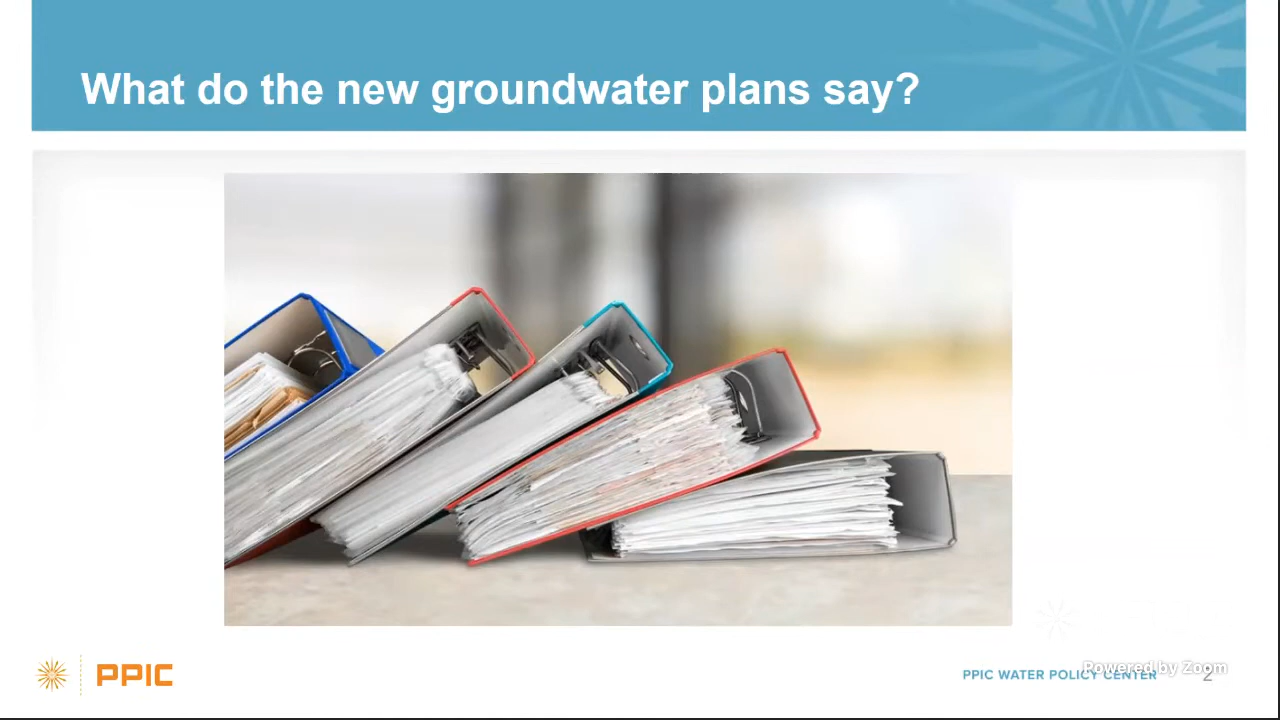 What do the new groundwater plans say?
PPIC
PPIC WATER POLICY CENTER
Powered by Zoom
2